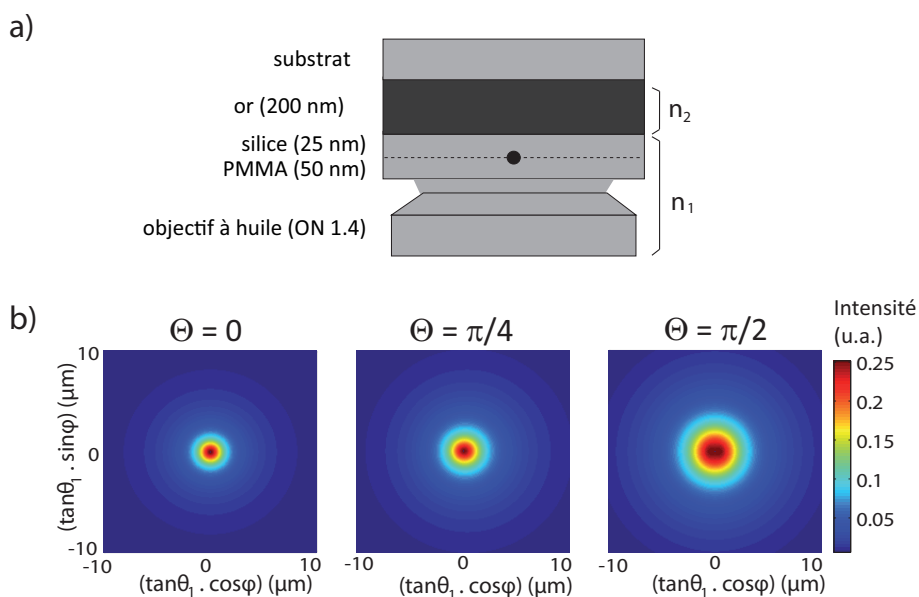 a)
substrat
or (200 nm)
n₂
silice (25 nm)
PMMA (50 nm)
n₁
objectif à huile (ON 1.4)
b)
Θ = 0
Θ = π/4
Θ = π/2
Intensité
(u.a.)
10
0
-10
(tanθ₁ . sinφ) (μm)
-10 0 10
(tanθ₁ . cosφ) (μm)
-10 0 10
(tanθ₁ . cosφ) (μm)
-10 0 10
(tanθ₁ . cosφ) (μm)
0.25
0.2
0.15
0.1
0.05